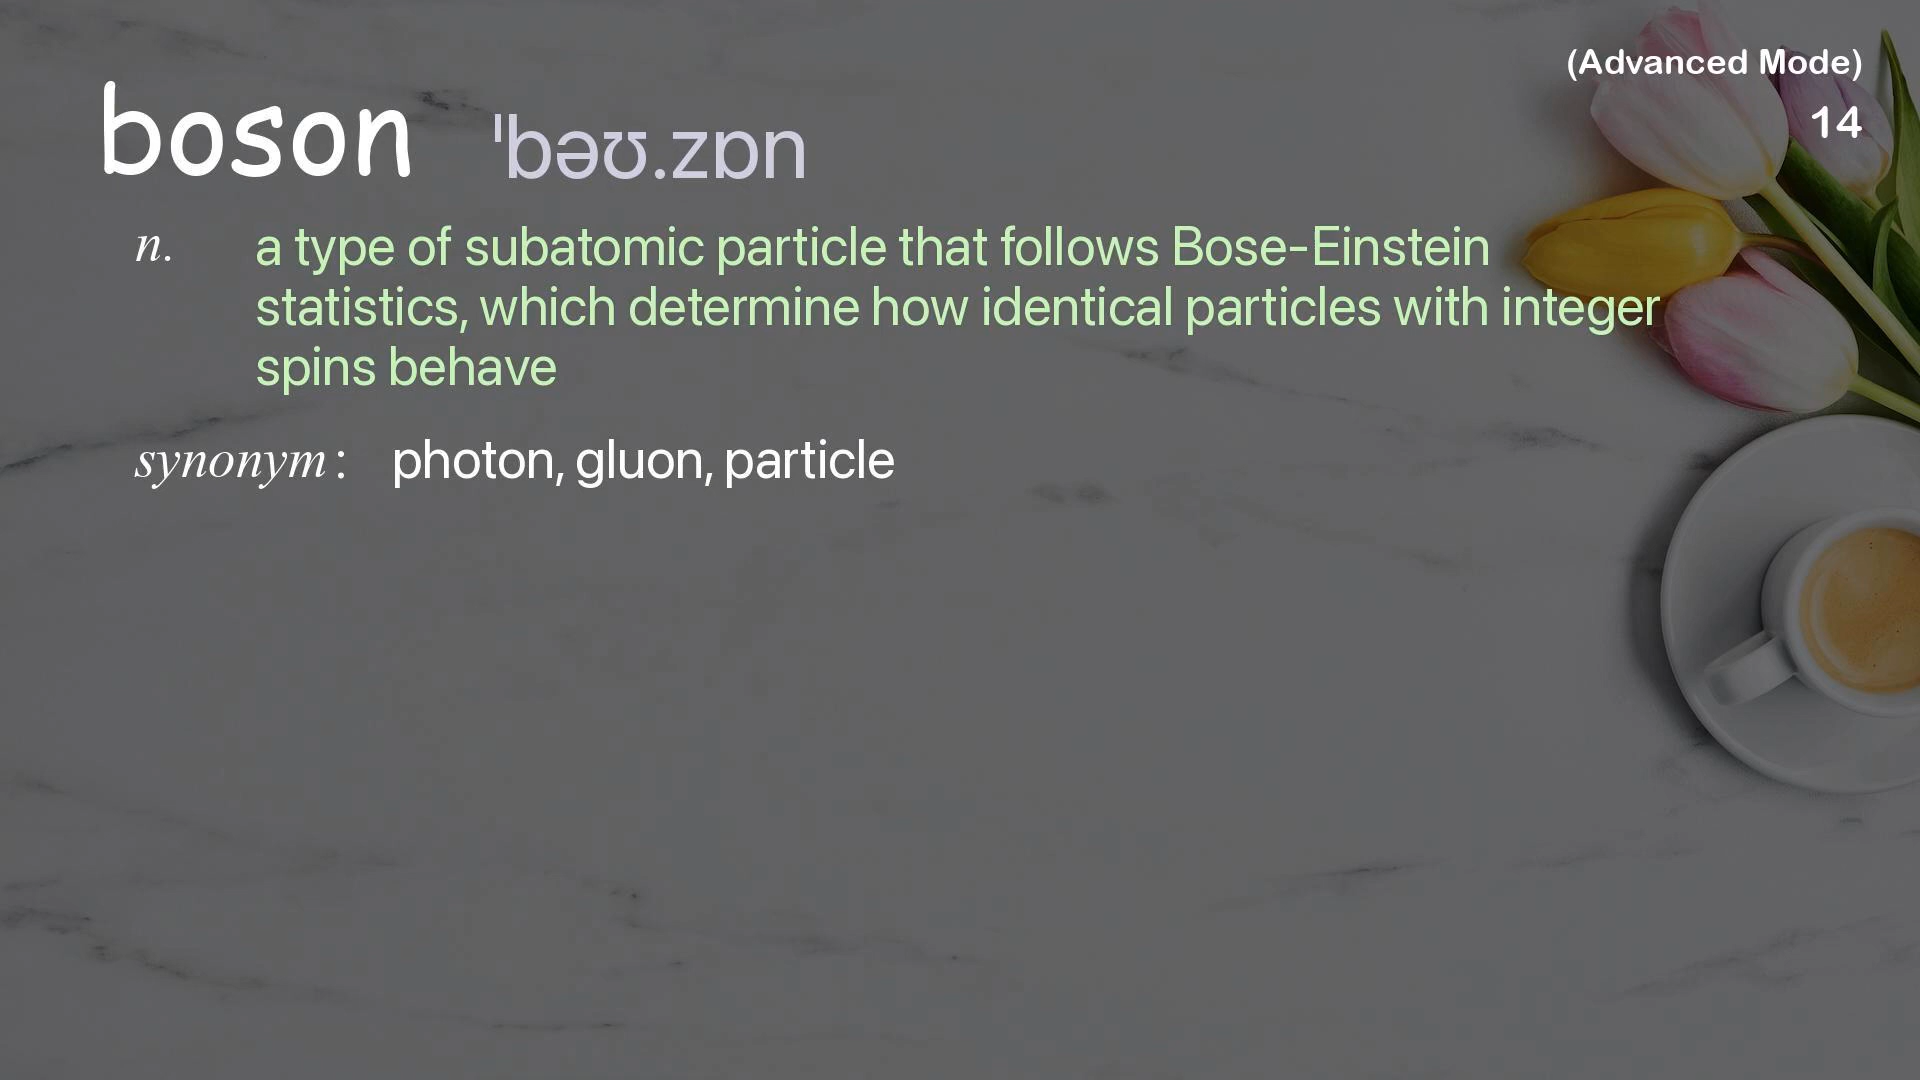 (Advanced Mode)
14
boson ˈbəʊ.zɒn
n. a type of subatomic particle that follows Bose-Einstein
statistics, which determine how identical particles with integer
spins behave
synonym: photon, gluon, particle